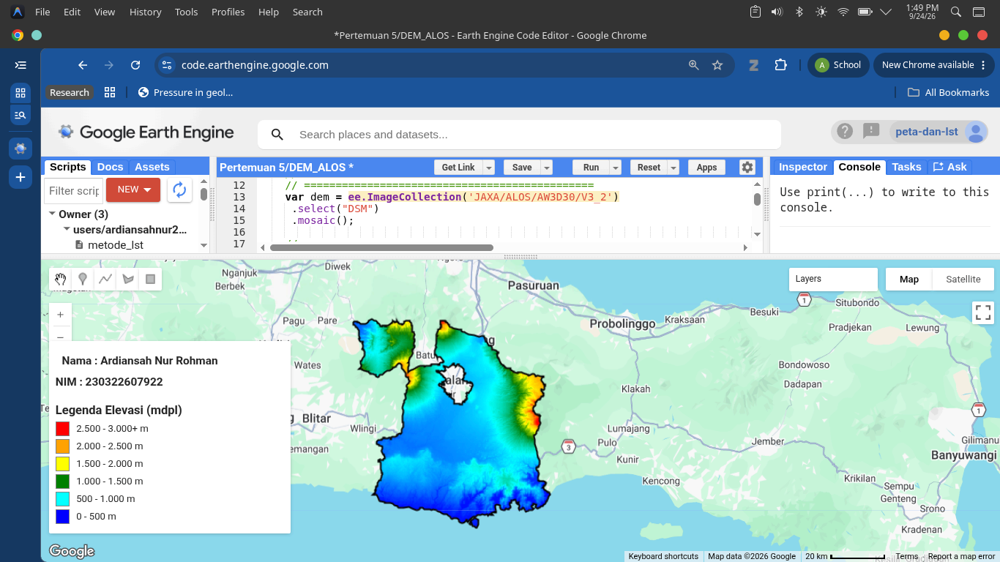 File Edit View History Tools Profiles Help Search
1:49 PM
9/24/26
*Pertemuan 5/DEM_ALOS - Earth Engine Code Editor - Google Chrome
code.earthengine.google.com
A School
New Chrome available
Research
Pressure in geol...
All Bookmarks
Google Earth Engine
Search places and datasets...
peta-dan-lst
Scripts Docs Assets
Filter scrip
NEW
Owner (3)
users/ardiansahnur2...
metode_lst
Pertemuan 5/DEM_ALOS *
Get Link Save Run Reset Apps
12 // ==============================================
13 var dem = ee.ImageCollection('JAXA/ALOS/AW3D30/V3_2')
14 .select("DSM")
15 .mosaic();
16
17
Inspector Console Tasks Ask
Use print(...) to write to this
console.
Layers
Map Satellite
Nganjuk
Berbek
Diwek
Pasuruan
Pagu
Pare
Probolinggo
Kraksaan
Besuki
Situbondo
1
Pradjekan
Lewung
Wates
Batu
Bondowoso
Dadapan
Klakah
Blitar
Wlingi
Lumajang
Pulo
Jember
3
Kunir
Kencong
1
Gilimanu
Banyuwangi
Krikilan
Sempu
Genteng
Srono
Kradenan
Nama : Ardiansah Nur Rohman
NIM : 230322607922
Legenda Elevasi (mdpl)
2.500 - 3.000+ m
2.000 - 2.500 m
1.500 - 2.000 m
1.000 - 1.500 m
500 - 1.000 m
0 - 500 m
Google
Keyboard shortcuts
Map data ©2026 Google
20 km
Terms
Report a map error